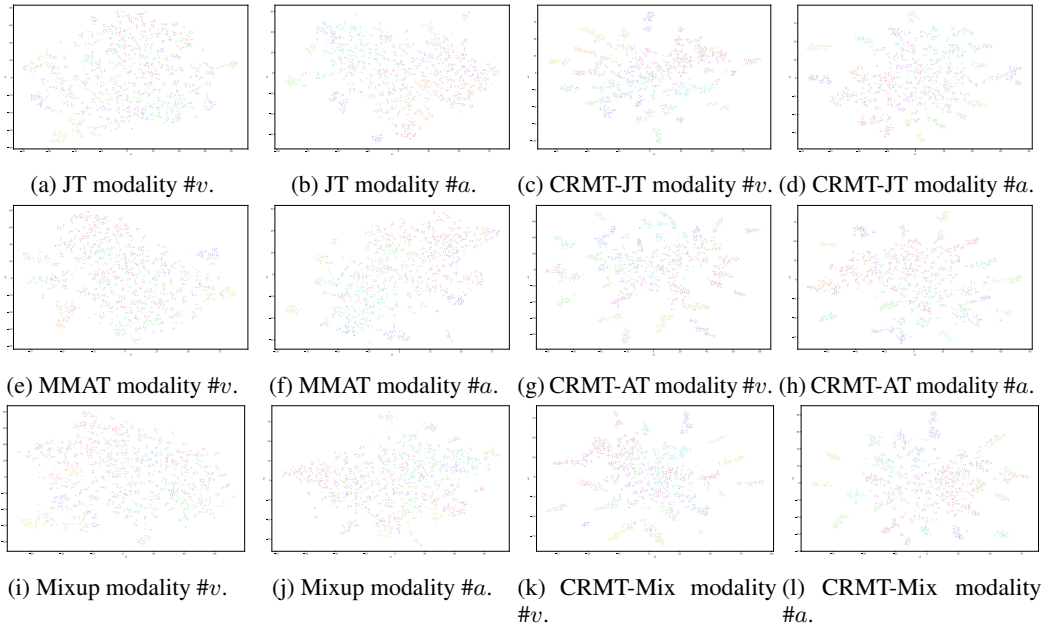 (a) JT modality #v.
(b) JT modality #a.
(c) CRMT-JT modality #v.
(d) CRMT-JT modality #a.
(e) MMAT modality #v.
(f) MMAT modality #a.
(g) CRMT-AT modality #v.
(h) CRMT-AT modality #a.
(i) Mixup modality #v.
(j) Mixup modality #a.
(k) CRMT-Mix modality
#v.
(l) CRMT-Mix modality
#a.